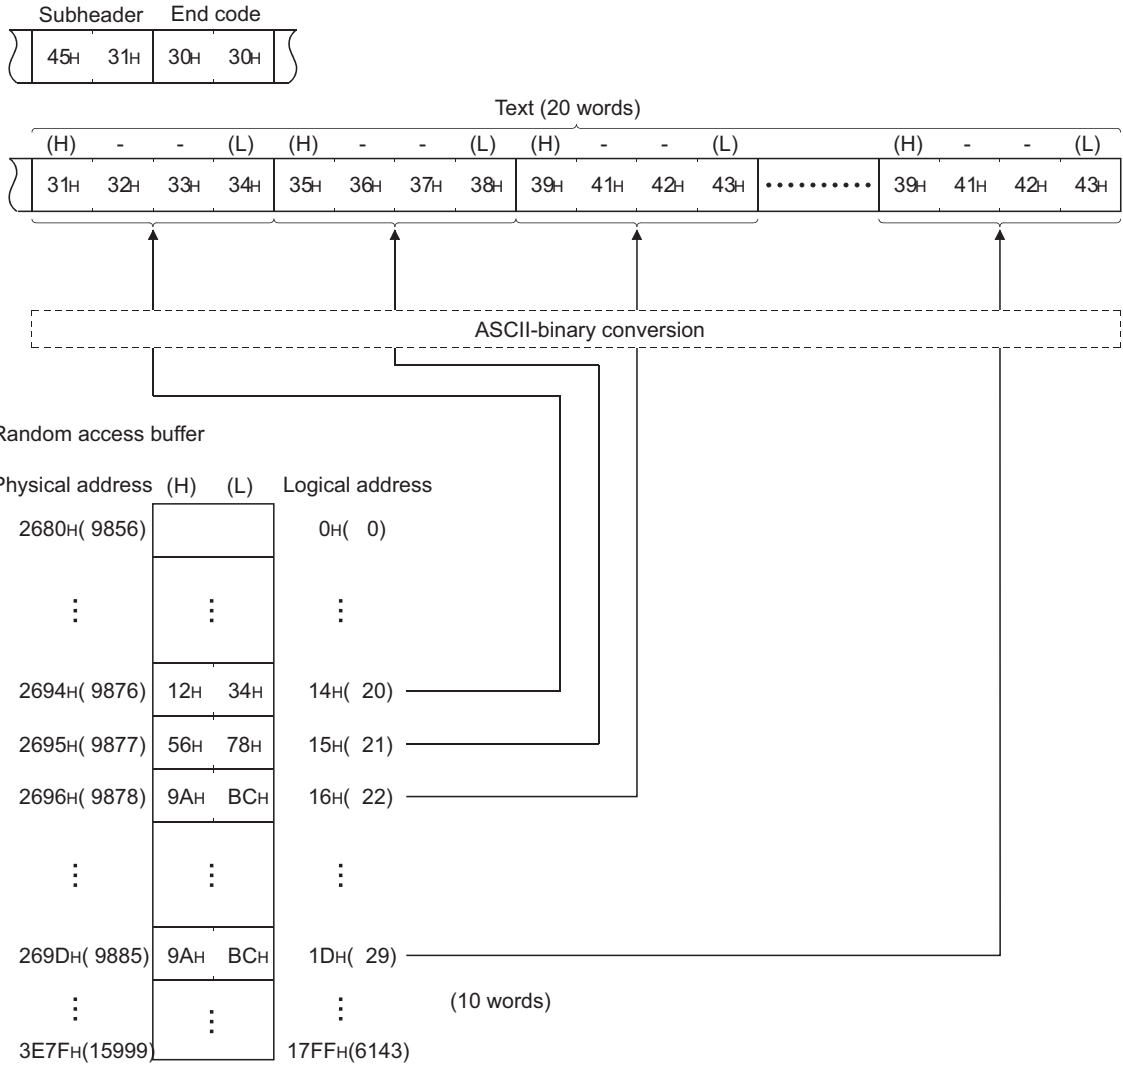 Subheader End code
45H 31H 30H 30H
Text (20 words)
(H) - - (L) (H) - - (L) (H) - - (L) (H) - - (L)
31H 32H 33H 34H 35H 36H 37H 38H 39H 41H 42H 43H •••••••••• 39H 41H 42H 43H
ASCII-binary conversion
Random access buffer
Physical address (H) (L) Logical address
2680H( 9856) 0H( 0)
2694H( 9876) 12H 34H 14H( 20)
2695H( 9877) 56H 78H 15H( 21)
2696H( 9878) 9AH BCH 16H( 22)
269DH( 9885) 9AH BCH 1DH( 29)
(10 words)
3E7FH(15999) 17FFH(6143)